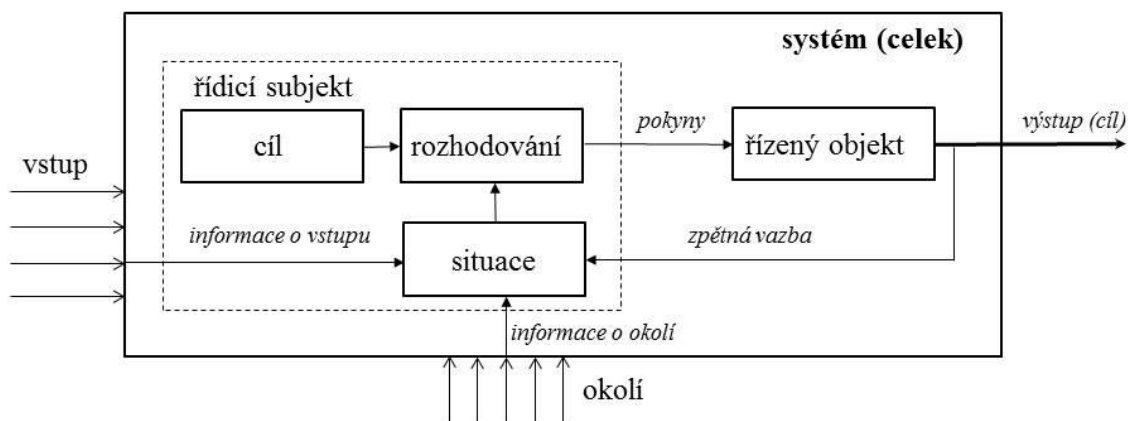 systém (celek)
řídicí subjekt
cíl
rozhodování
pokyny
řízený objekt
výstup (cíl)
vstup
informace o vstupu
situace
zpětná vazba
informace o okolí
okolí